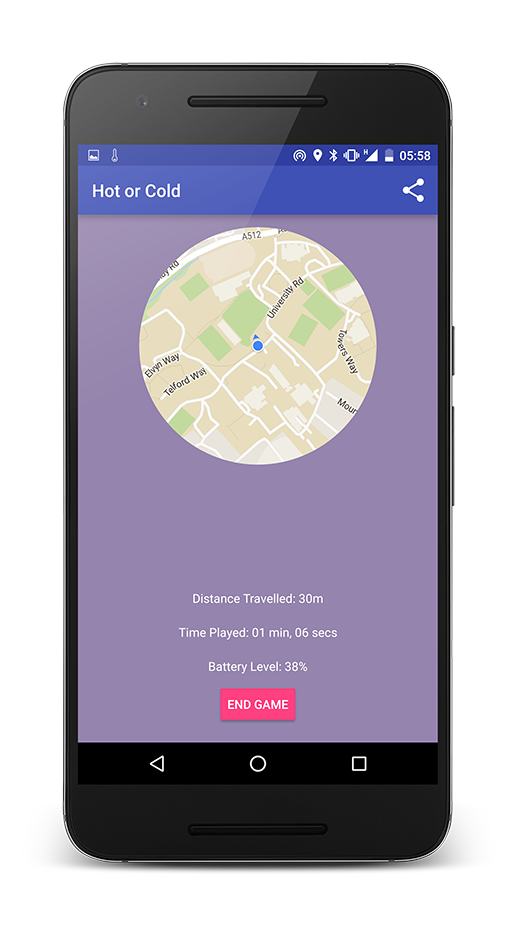 H
05:58
Hot or Cold
A512
by Rd
University Rd
Towers Way
Elvyn Way
Telford Way
Moun
Distance Travelled: 30m
Time Played: 01 min, 06 secs
Battery Level: 38%
END GAME